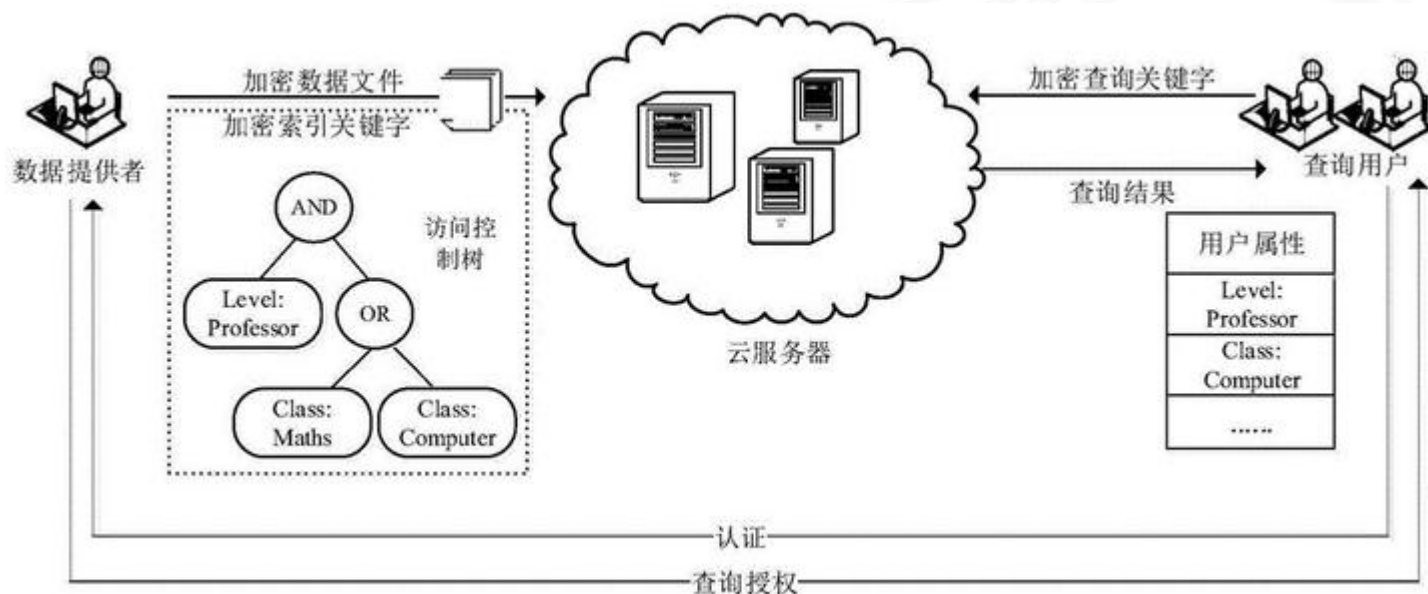 加密数据文件
加密索引关键字
数据提供者
AND
访问控
制树
Level:
Professor
OR
Class:
Maths
Class:
Computer
云服务器
加密查询关键字
查询用户
查询结果
用户属性
Level:
Professor
Class:
Computer
……
认证
查询授权